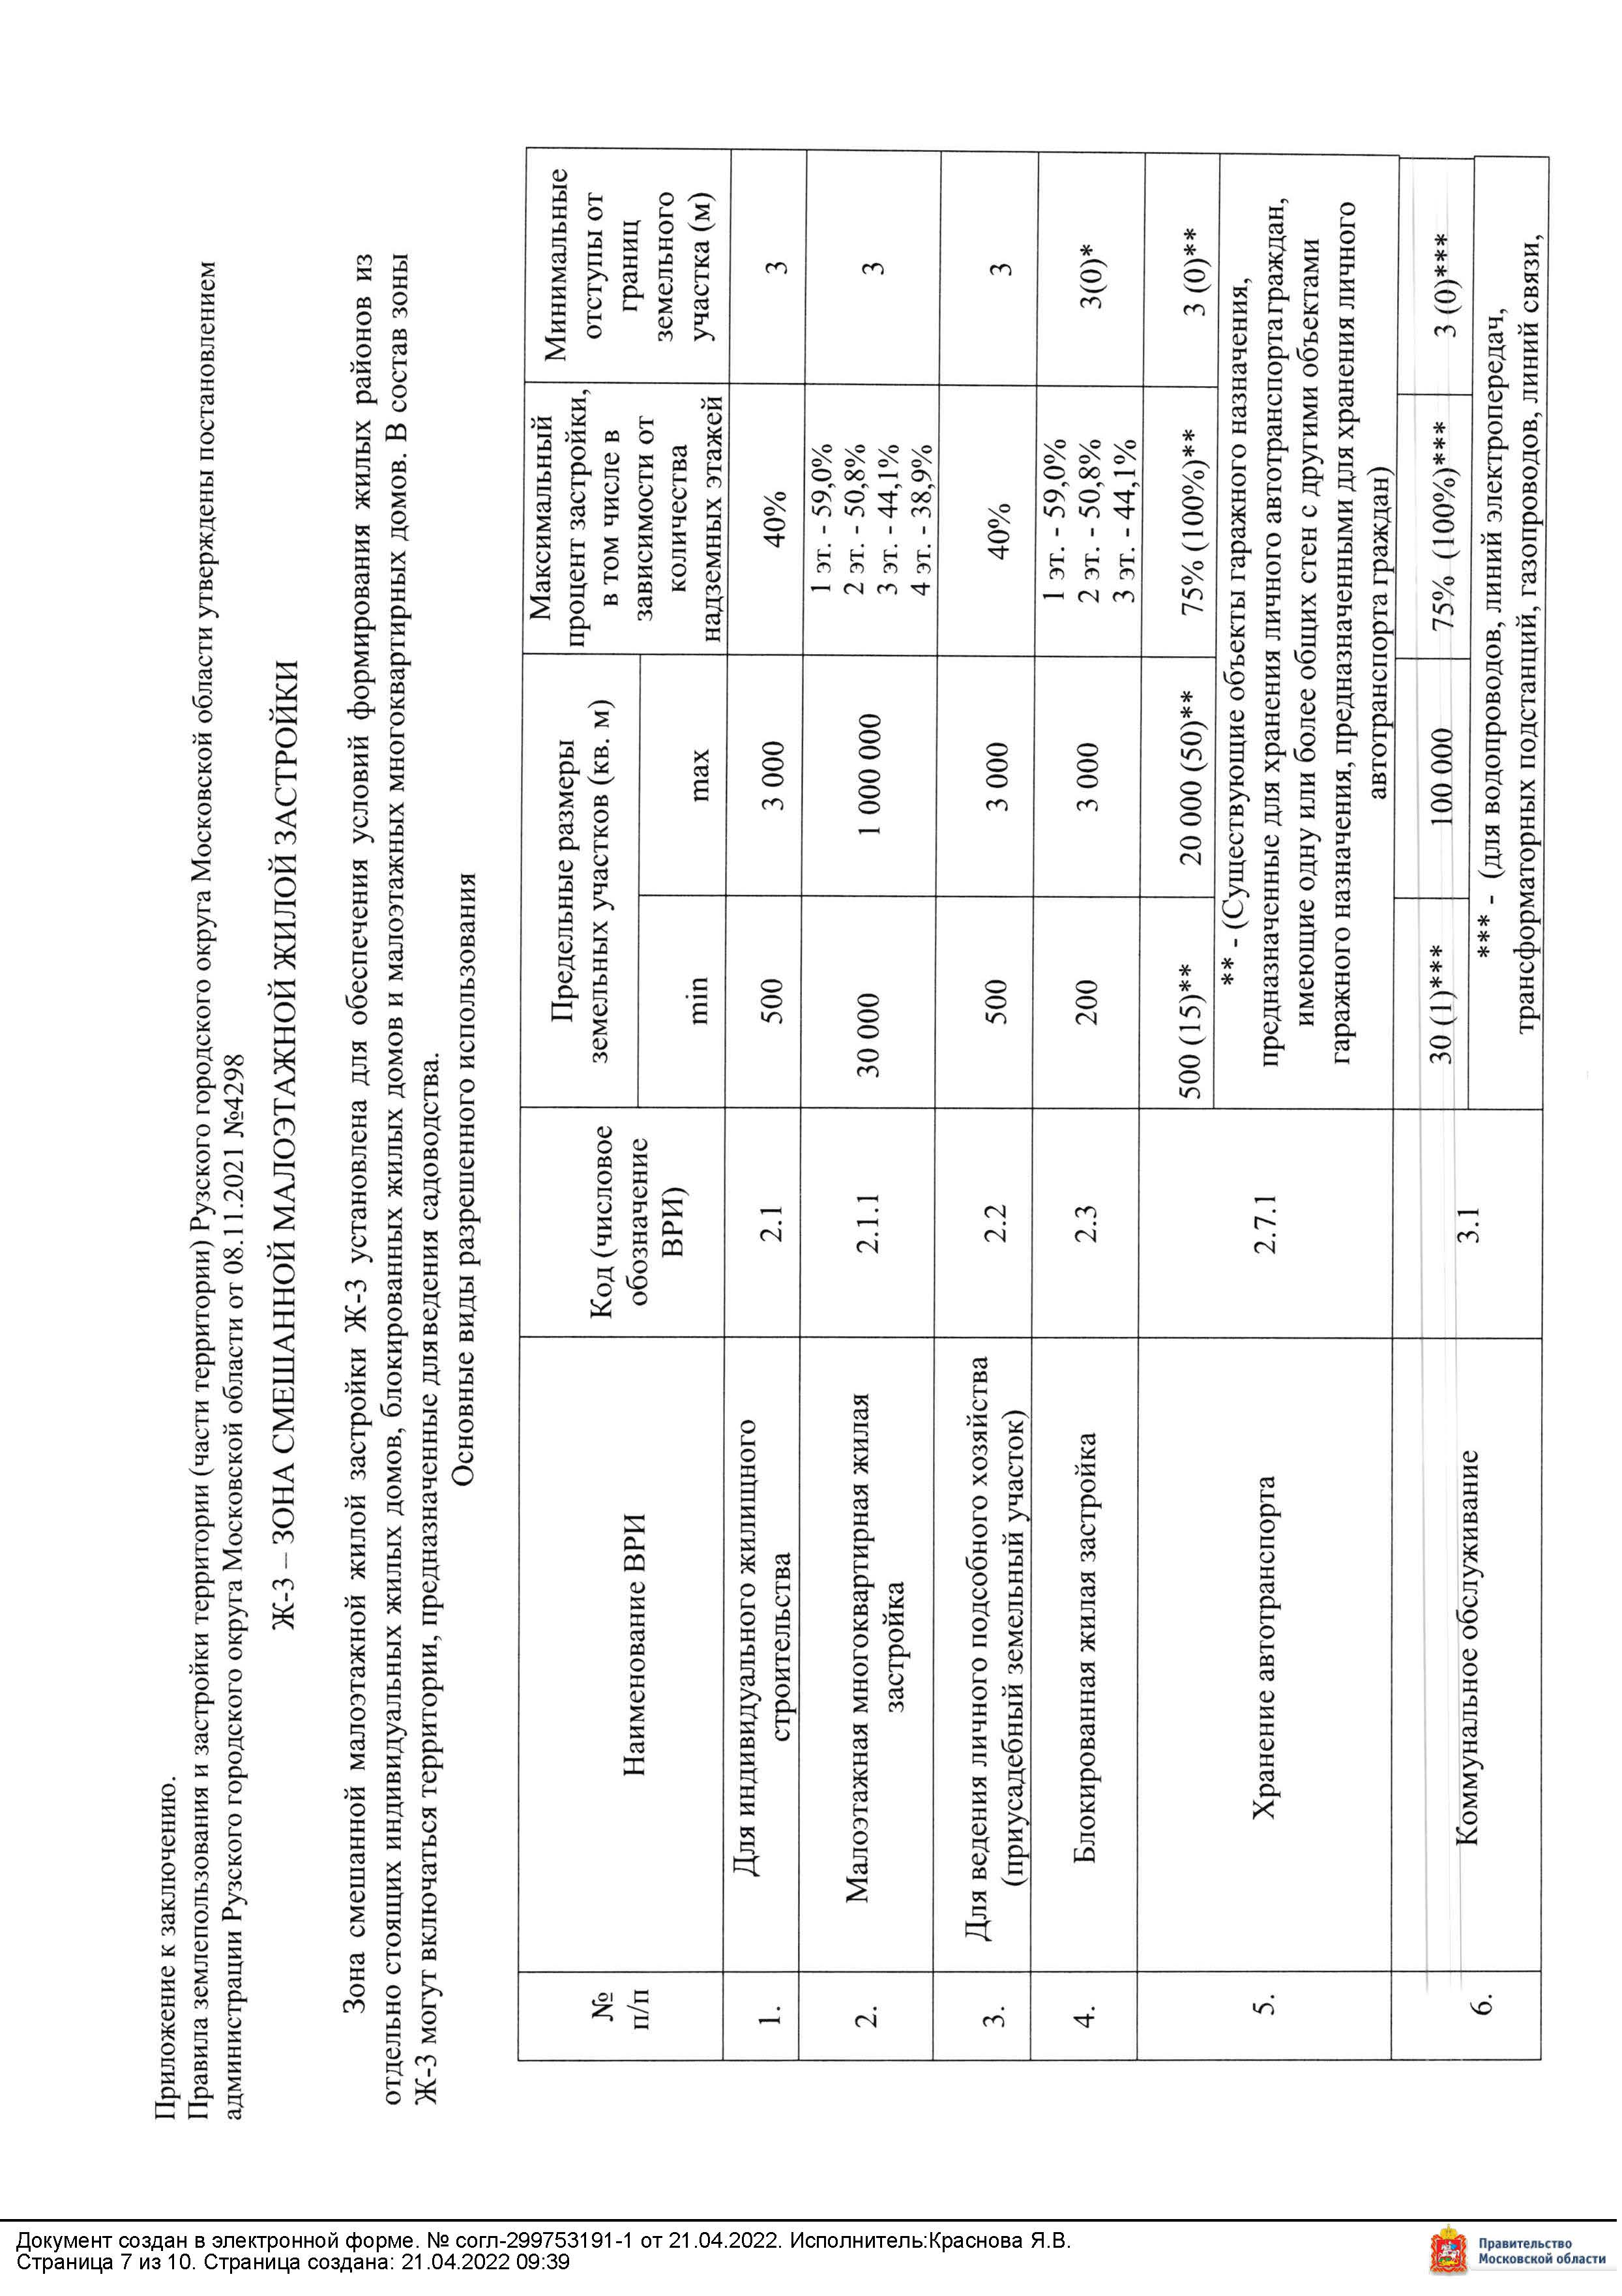 Приложение к заключению.
Правила землепользования и застройки территории (части территории) Рузского городского округа Московской области утверждены постановлением
администрации Рузского городского округа Московской области от 08.11.2021 №4298
Ж-3 – ЗОНА СМЕШАННОЙ МАЛОЭТАЖНОЙ ЖИЛОЙ ЗАСТРОЙКИ
Зона смешанной малоэтажной жилой застройки Ж-3 установлена для обеспечения условий формирования жилых районов из
отдельно стоящих индивидуальных жилых домов, блокированных жилых домов и малоэтажных многоквартирных домов. В состав зоны
Ж-3 могут включаться территории, предназначенные для ведения садоводства.
Основные виды разрешенного использования
№
п/п
Наименование ВРИ
Код (числовое
обозначение
ВРИ)
Предельные размеры
земельных участков (кв. м)
min
max
Максимальный
процент застройки,
в том числе в
зависимости от
количества
надземных этажей
Минимальные
отступы от
границ
земельного
участка (м)
1.
Для индивидуального жилищного
строительства
2.1
500
3 000
40%
3
2.
Малоэтажная многоквартирная жилая
застройка
2.1.1
30 000
1 000 000
1 эт. - 59,0%
2 эт. - 50,8%
3 эт. - 44,1%
4 эт. - 38,9%
3
3.
Для ведения личного подсобного хозяйства
(приусадебный земельный участок)
2.2
500
3 000
40%
3
4.
Блокированная жилая застройка
2.3
200
3 000
1 эт. - 59,0%
2 эт. - 50,8%
3 эт. - 44,1%
3(0)*
5.
Хранение автотранспорта
2.7.1
500 (15)**
20 000 (50)**
75% (100%)**
3 (0)**
** - (Существующие объекты гаражного назначения,
предназначенные для хранения личного автотранспорта граждан,
имеющие одну или более общих стен с другими объектами
гаражного назначения, предназначенными для хранения личного
автотранспорта граждан)
6.
Коммунальное обслуживание
3.1
30 (1)***
100 000
75% (100%)***
3 (0)***
*** - (для водопроводов, линий электропередач,
трансформаторных подстанций, газопроводов, линий связи,
Документ создан в электронной форме. № согл-299753191-1 от 21.04.2022. Исполнитель:Краснова Я.В.
Страница 7 из 10. Страница создана: 21.04.2022 09:39
Правительство
Московской области